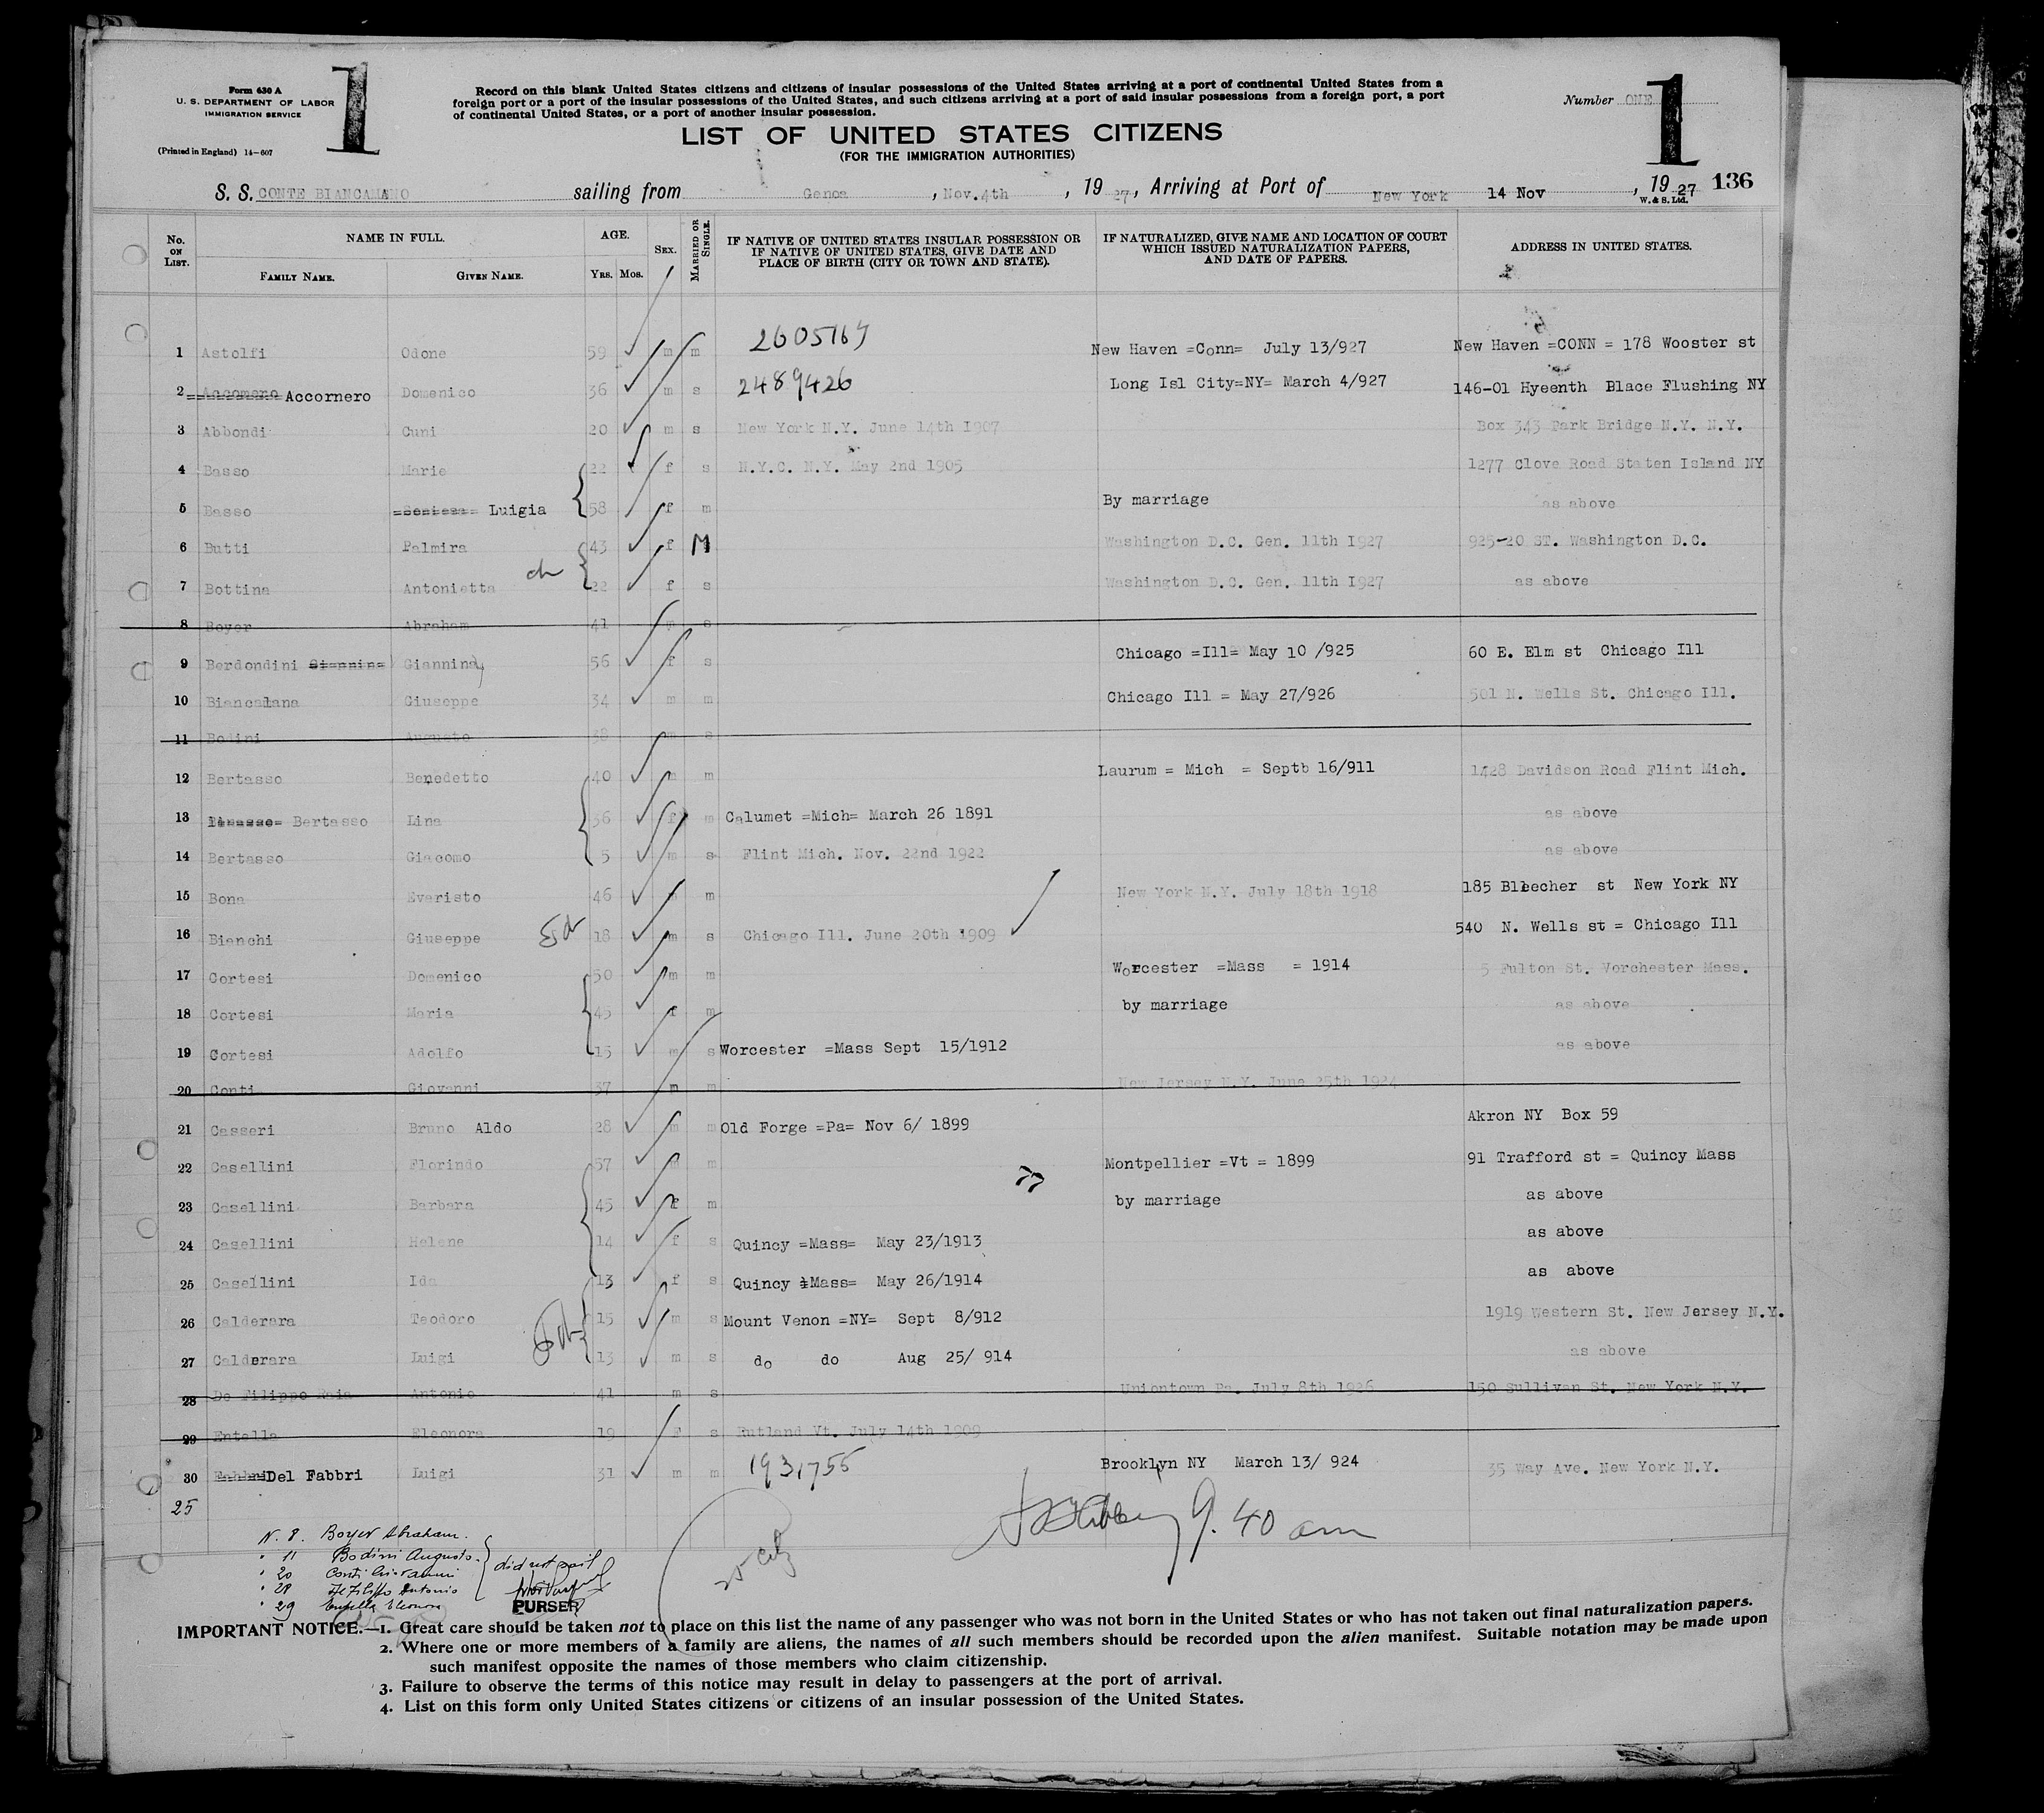 Form 630 A
U. S. DEPARTMENT OF LABOR
IMMIGRATION SERVICE
(Printed in England) 14-607
1
Record on this blank United States citizens and citizens of insular possessions of the United States arriving at a port of continental United States from a
foreign port or a port of the insular possessions of the United States, and such citizens arriving at a port of said insular possessions from a foreign port, a port
of continental United States, or a port of another insular possession.
LIST OF UNITED STATES CITIZENS
(FOR THE IMMIGRATION AUTHORITIES)
Number ONE
1
136
S. S. CONTE BIANCAMANO sailing from Genoa, Nov. 4th, 19 27, Arriving at Port of New York 14 Nov, 19 27
W. & S. Ltd.
No. ON LIST. NAME IN FULL. FAMILY NAME. GIVEN NAME. AGE. YRS. MOS. SEX. MARRIED OR SINGLE. IF NATIVE OF UNITED STATES INSULAR POSSESSION OR IF NATIVE OF UNITED STATES, GIVE DATE AND PLACE OF BIRTH (CITY OR TOWN AND STATE). IF NATURALIZED, GIVE NAME AND LOCATION OF COURT WHICH ISSUED NATURALIZATION PAPERS, AND DATE OF PAPERS. ADDRESS IN UNITED STATES.
1 Astolfi Odone 59 m m 2605169 New Haven =Conn= July 13/927 New Haven =CONN = 178 Wooster st
2 Accomano Accornero Domenico 36 m s 2489426 Long Isl City=NY= March 4/927 146-01 Hyeenth Blace Flushing NY
3 Abbondi Cuni 20 m s New York N.Y. June 14th 1907 Box 343 Park Bridge N.Y. N.Y.
4 Basso Marie 22 f s N.Y.C. N.Y. May 2nd 1905 1277 Clove Road Staten Island NY
5 Basso Luigia 58 f m By marriage as above
6 Butti Palmira 43 f M Washington D.C. Gen. 11th 1927 925-20 ST. Washington D.C.
7 Bottina Antonietta 22 f s Washington D.C. Gen. 11th 1927 as above
8 Boyer Abraham 41 m s
9 Berdondini Giannina Giannina 56 f s Chicago =Ill= May 10 /925 60 E. Elm st Chicago Ill
10 Biancalana Giuseppe 34 m m Chicago Ill = May 27/926 501 N. Wells St. Chicago Ill.
11 Bodini Augusto 38 m s
12 Bertasso Benedetto 40 m m Laurum = Mich = Septb 16/911 1428 Davidson Road Flint Mich.
13 Bertasso Lina 36 f m Calumet =Mich= March 26 1891 as above
14 Bertasso Giacomo 5 m s Flint Mich. Nov. 22nd 1922 as above
15 Bona Evaristo 46 m New York N.Y. July 18th 1918 185 Bleecher st New York NY
16 Bianchi Giuseppe 18 m s Chicago Ill. June 20th 1909 540 N. Wells st = Chicago Ill
17 Cortesi Domenico 50 m m Worcester =Mass = 1914 5 Fulton St. Vorchester Mass.
18 Cortesi Maria 45 f m by marriage as above
19 Cortesi Adolfo 15 m s Worcester =Mass Sept 15/1912 as above
20 Conti Giovanni 37 m m New Jersey N.Y. June 25th 1924
21 Casseri Bruno Aldo 28 m m Old Forge =Pa= Nov 6/ 1899 Akron NY Box 59
22 Casellini Florindo 57 m m Montpellier =Vt = 1899 91 Trafford st = Quincy Mass
23 Casellini Barbara 45 f m by marriage as above
24 Casellini Helene 14 f s Quincy =Mass= May 23/1913 as above
25 Casellini Ida 13 f s Quincy =Mass= May 26/1914 as above
26 Calderara Teodoro 15 m s Mount Venon =NY= Sept 8/912 1919 Western St. New Jersey N.Y.
27 Calderara Luigi 13 m s do do Aug 25/ 914 as above
28 De Filippo Antonio 41 m s Uniontown Pa. July 8th 1926 150 Sullivan St. New York N.Y.
29 Entella Eleonora 19 f s Rutland Vt. July 14th 1909
30 Fabbri Del Fabbri Luigi 31 m m 1931755 Brooklyn NY March 13/ 924 35 Way Ave. New York N.Y.
25
9.40 am
N. 8. Boyer Abraham.
" 11 Bodini Augusto.
" 20 Conti Giovanni
" 28 De Filippo Antonio
" 29 Entella Eleonora
did not sail
PURSER
IMPORTANT NOTICE.—1. Great care should be taken not to place on this list the name of any passenger who was not born in the United States or who has not taken out final naturalization papers.
2. Where one or more members of a family are aliens, the names of all such members should be recorded upon the alien manifest. Suitable notation may be made upon
such manifest opposite the names of those members who claim citizenship.
3. Failure to observe the terms of this notice may result in delay to passengers at the port of arrival.
4. List on this form only United States citizens or citizens of an insular possession of the United States.